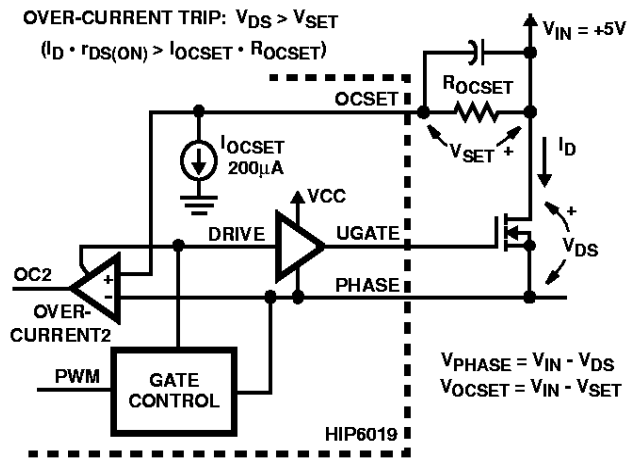 OVER-CURRENT TRIP: VDS > VSET
(ID • rDS(ON) > IOCSET • ROCSET)
VIN = +5V
ROCSET
OCSET
IOCSET
200μA
VSET +
ID
VCC
+
VDS
DRIVE
UGATE
OC2
+
-
PHASE
OVER-
CURRENT2
PWM
GATE
CONTROL
VPHASE = VIN - VDS
VOCSET = VIN - VSET
HIP6019